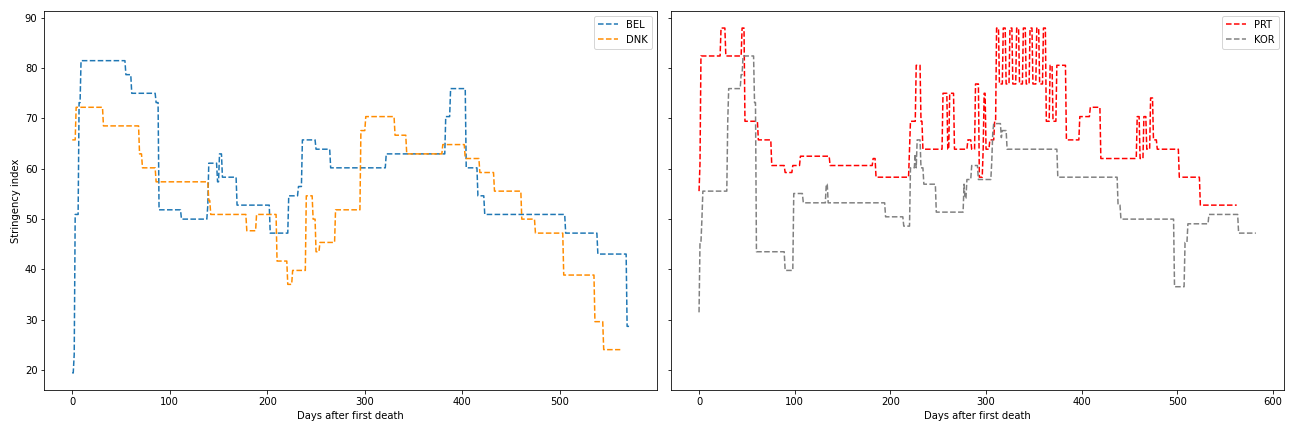 Stringency index
90
80
70
60
50
40
30
20
0 100 200 300 400 500
Days after first death
BEL
DNK
0 100 200 300 400 500 600
Days after first death
PRT
KOR